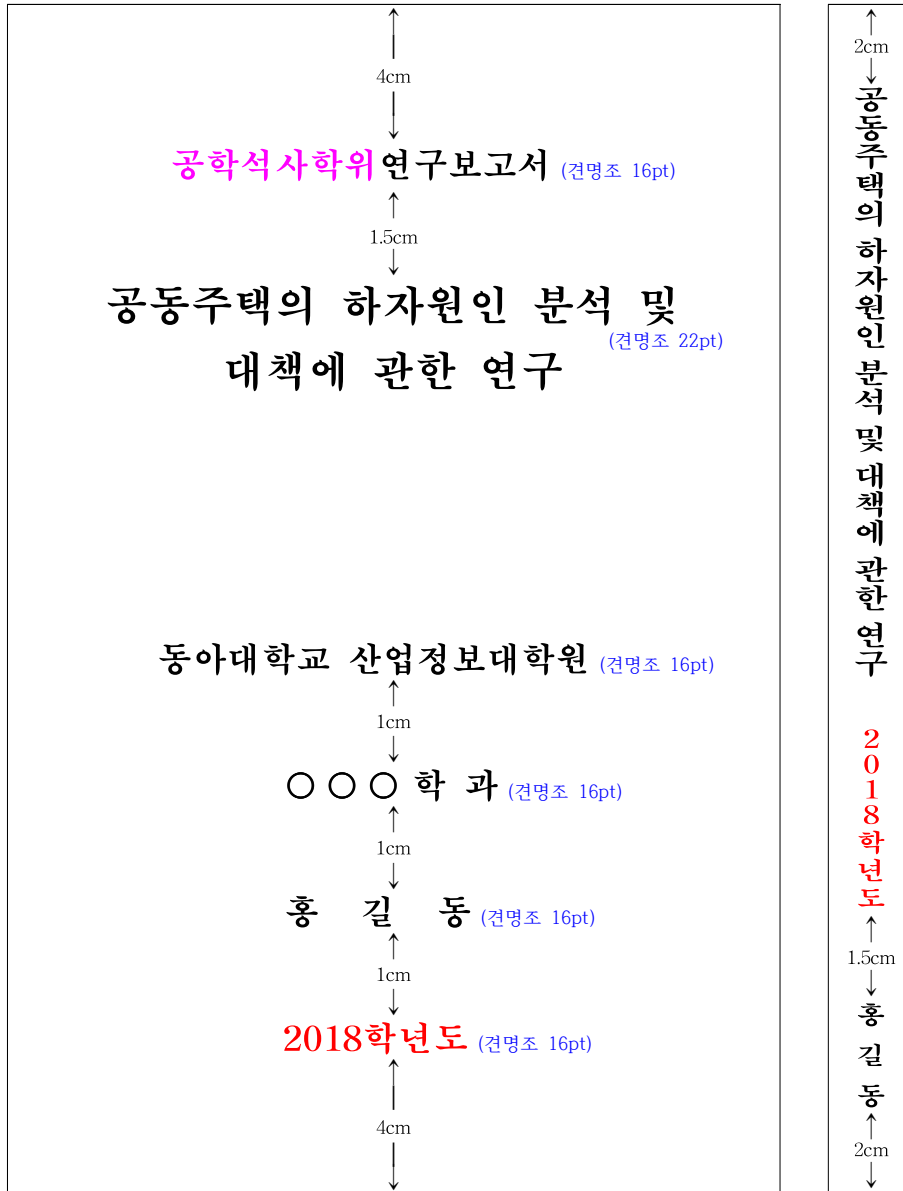 4cm
공학석사학위연구보고서 (견명조 16pt)
1.5cm
공동주택의 하자원인 분석 및
(견명조 22pt)
대책에 관한 연구
동아대학교 산업정보대학원 (견명조 16pt)
1cm
○○○학 과 (견명조 16pt)
1cm
홍 길 동 (견명조 16pt)
1cm
2018학년도 (견명조 16pt)
4cm
2cm
공동주택의 하자원인 분석 및 대책에 관한 연구
2018학년도
1.5cm
홍 길 동
2cm